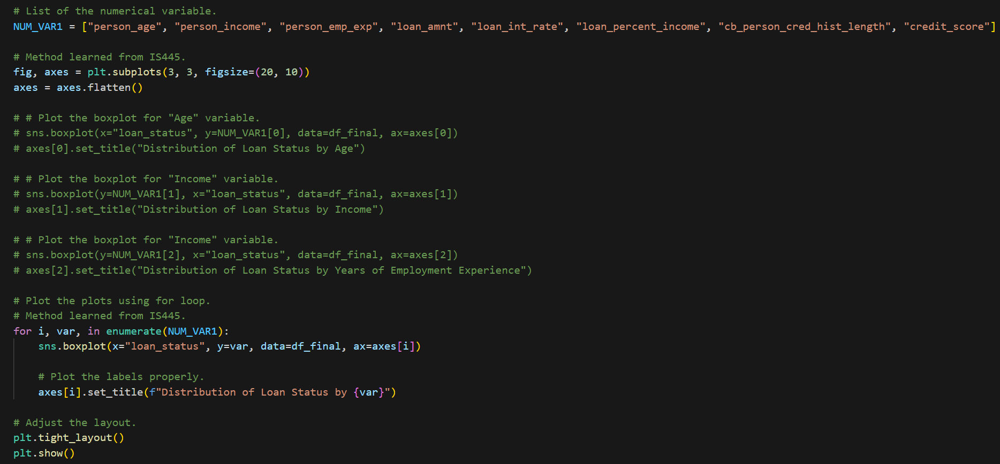 # List of the numerical variable.
NUM_VAR1 = ["person_age", "person_income", "person_emp_exp", "loan_amnt", "loan_int_rate", "loan_percent_income", "cb_person_cred_hist_length", "credit_score"]
# Method learned from IS445.
fig, axes = plt.subplots(3, 3, figsize=(20, 10))
axes = axes.flatten()
# # Plot the boxplot for "Age" variable.
# sns.boxplot(x="loan_status", y=NUM_VAR1[0], data=df_final, ax=axes[0])
# axes[0].set_title("Distribution of Loan Status by Age")
# # Plot the boxplot for "Income" variable.
# sns.boxplot(y=NUM_VAR1[1], x="loan_status", data=df_final, ax=axes[1])
# axes[1].set_title("Distribution of Loan Status by Income")
# # Plot the boxplot for "Income" variable.
# sns.boxplot(y=NUM_VAR1[2], x="loan_status", data=df_final, ax=axes[2])
# axes[2].set_title("Distribution of Loan Status by Years of Employment Experience")
# Plot the plots using for loop.
# Method learned from IS445.
for i, var, in enumerate(NUM_VAR1):
    sns.boxplot(x="loan_status", y=var, data=df_final, ax=axes[i])
    # Plot the labels properly.
    axes[i].set_title(f"Distribution of Loan Status by {var}")
# Adjust the layout.
plt.tight_layout()
plt.show()